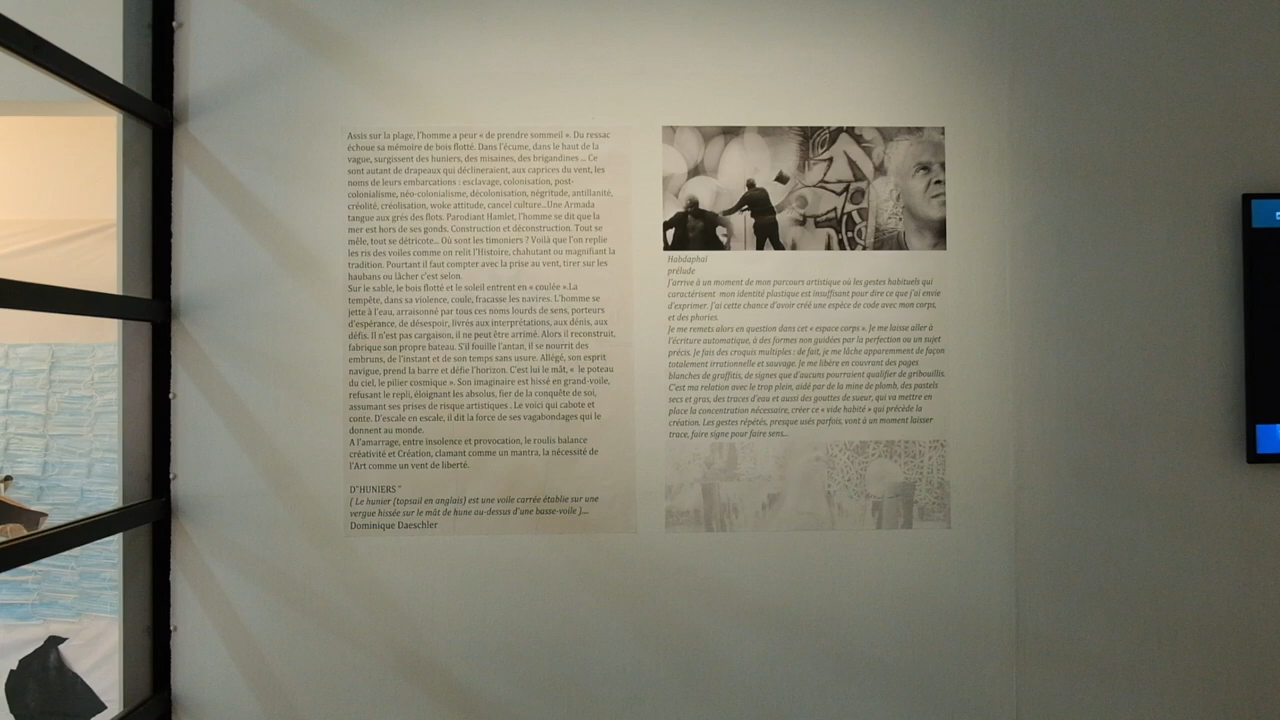 Assis sur la plage, l'homme a peur « de prendre sommeil ». Du ressac
échoue sa mémoire de bois flotté. Dans l'écume, dans le haut de la
vague, surgissent des huniers, des misaines, des brigandines ... Ce
sont autant de drapeaux qui déclineraient, aux caprices du vent, les
noms de leurs embarcations : esclavage, colonisation, post-
colonialisme, néo-colonialisme, décolonisation, négritude, antillanité,
créolité, créolisation, woke attitude, cancel culture...Une Armada
tangue aux grés des flots. Parodiant Hamlet, l'homme se dit que la
mer est hors de ses gonds. Construction et déconstruction. Tout se
mêle, tout se détricote... Où sont les timoniers ? Voilà que l'on replie
les ris des voiles comme on relit l'Histoire, chahutant ou magnifiant la
tradition. Pourtant il faut compter avec la prise au vent, tirer sur les
haubans ou lâcher c'est selon.
Sur le sable, le bois flotté et le soleil entrent en « coulée ».La
tempête, dans sa violence, coule, fracasse les navires. L'homme se
jette à l'eau, arraisonné par tous ces noms lourds de sens, porteurs
d'espérance, de désespoir, livrés aux interprétations, aux dénis, aux
défis. Il n'est pas cargaison, il ne peut être arrimé. Alors il reconstruit,
fabrique son propre bateau. S'il fouille l'antan, il se nourrit des
embruns, de l'instant et de son temps sans usure. Allégé, son esprit
navigue, prend la barre et défie l'horizon. C'est lui le mât, « le poteau
du ciel, le pilier cosmique ». Son imaginaire est hissé en grand-voile,
refusant le repli, éloignant les absolus, fier de la conquête de soi,
assumant ses prises de risque artistiques . Le voici qui cabote et
conte. D'escale en escale, il dit la force de ses vagabondages qui le
donnent au monde.
A l'amarrage, entre insolence et provocation, le roulis balance
créativité et Création, clamant comme un mantra, la nécessité de
l'Art comme un vent de liberté.
D"HUNIERS "
[ Le hunier (topsail en anglais) est une voile carrée établie sur une
vergue hissée sur le mât de hune au-dessus d'une basse-voile ]....
Dominique Daeschler
Habdaphaï
prélude
J'arrive à un moment de mon parcours artistique où les gestes habituels qui
caractérisent mon identité plastique est insuffisant pour dire ce que j'ai envie
d'exprimer. J'ai cette chance d'avoir créé une espèce de code avec mon corps,
et des phories.
Je me remets alors en question dans cet « espace corps ». Je me laisse aller à
l'écriture automatique, à des formes non guidées par la perfection ou un sujet
précis. Je fais des croquis multiples : de fait, je me lâche apparemment de façon
totalement irrationnelle et sauvage. Je me libère en couvrant des pages
blanches de graffitis, de signes que d'aucuns pourraient qualifier de gribouillis.
C'est ma relation avec le trop plein, aidé par de la mine de plomb, des pastels
secs et gras, des traces d'eau et aussi des gouttes de sueur, qui va mettre en
place la concentration nécessaire, créer ce « vide habité » qui précède la
création. Les gestes répétés, presque usés parfois, vont à un moment laisser
trace, faire signe pour faire sens...